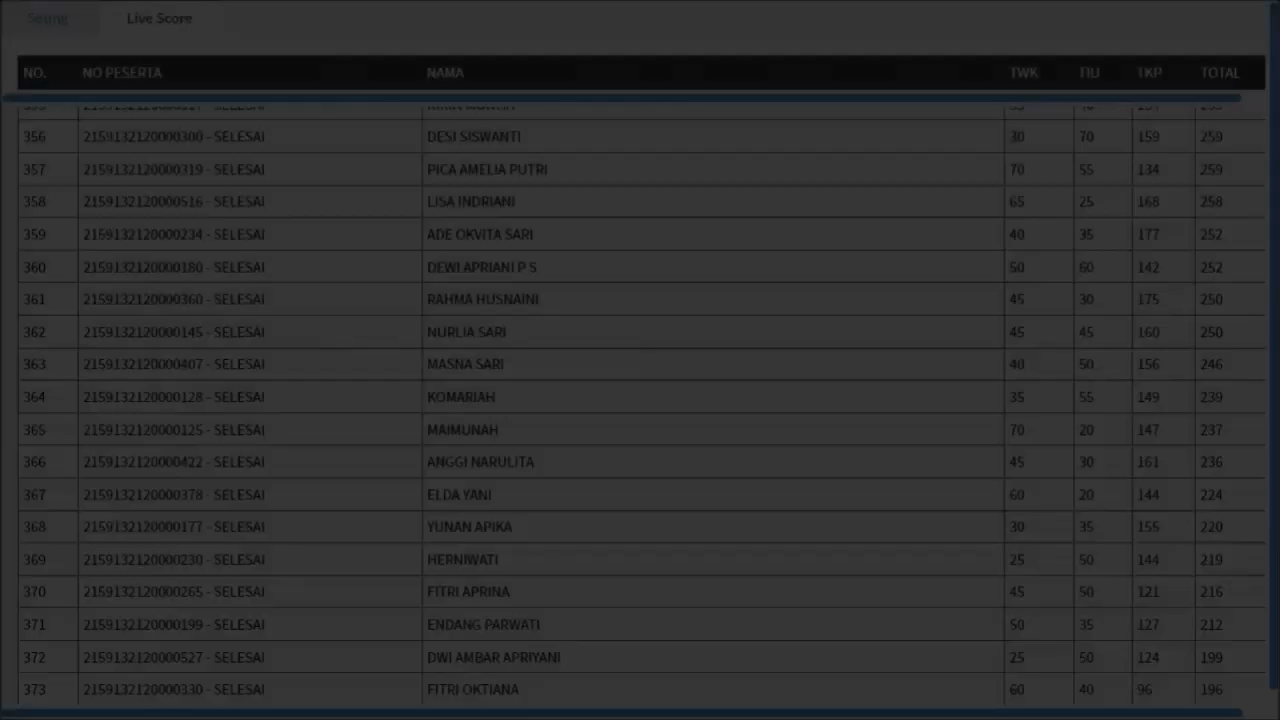 Seung Live Score
NO. NO PESERTA NAMA TWK TIU TKP TOTAL
356 2159132120000300 - SELESAI DESI SISWANTI 30 70 159 259
357 2159132120000319 - SELESAI PICA AMELIA PUTRI 70 55 134 259
358 2159132120000516 - SELESAI LISA INDRIANI 65 25 168 258
359 2159132120000234 - SELESAI ADE OKVITA SARI 40 35 177 252
360 2159132120000180 - SELESAI DEWI APRIANI P S 50 60 142 252
361 2159132120000360 - SELESAI RAHMA HUSNAINI 45 30 175 250
362 2159132120000145 - SELESAI NURLIA SARI 45 45 160 250
363 2159132120000407 - SELESAI MASNA SARI 40 50 156 246
364 2159132120000128 - SELESAI KOMARIAH 35 55 149 239
365 2159132120000125 - SELESAI MAIMUNAH 70 20 147 237
366 2159132120000422 - SELESAI ANGGI NARULITA 45 30 161 236
367 2159132120000378 - SELESAI ELDA YANI 60 20 144 224
368 2159132120000177 - SELESAI YUNAN APIKA 30 35 155 220
369 2159132120000230 - SELESAI HERNIWATI 25 50 144 219
370 2159132120000265 - SELESAI FITRI APRINA 45 50 121 216
371 2159132120000199 - SELESAI ENDANG PARWATI 50 35 127 212
372 2159132120000527 - SELESAI DWI AMBAR APRIYANI 25 50 124 199
373 2159132120000330 - SELESAI FITRI OKTIANA 60 40 96 196